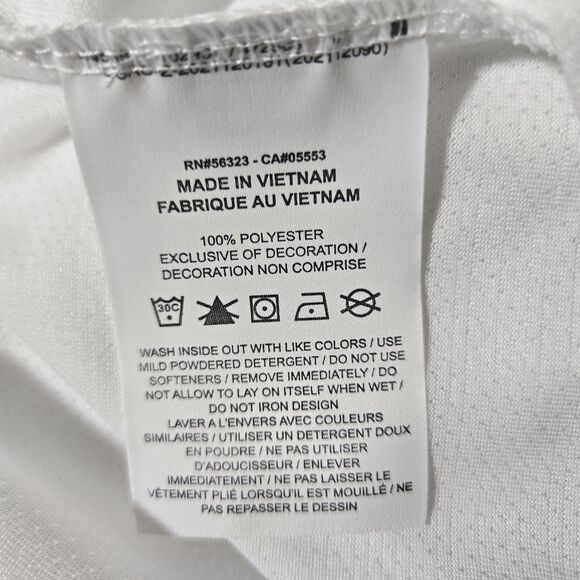 RN#56323 - CA#05553
MADE IN VIETNAM
FABRIQUE AU VIETNAM
100% POLYESTER
EXCLUSIVE OF DECORATION /
DECORATION NON COMPRISE
30C
WASH INSIDE OUT WITH LIKE COLORS / USE
MILD POWDERED DETERGENT / DO NOT USE
SOFTENERS / REMOVE IMMEDIATELY / DO
NOT ALLOW TO LAY ON ITSELF WHEN WET /
DO NOT IRON DESIGN
LAVER A L'ENVERS AVEC COULEURS
SIMILAIRES / UTILISER UN DETERGENT DOUX
EN POUDRE / NE PAS UTILISER
D'ADOUCISSEUR / ENLEVER
IMMEDIATEMENT / NE PAS LAISSER LE
VÊTEMENT PLIÉ LORSQU'IL EST MOUILLÉ / NE
PAS REPASSER LE DESSIN